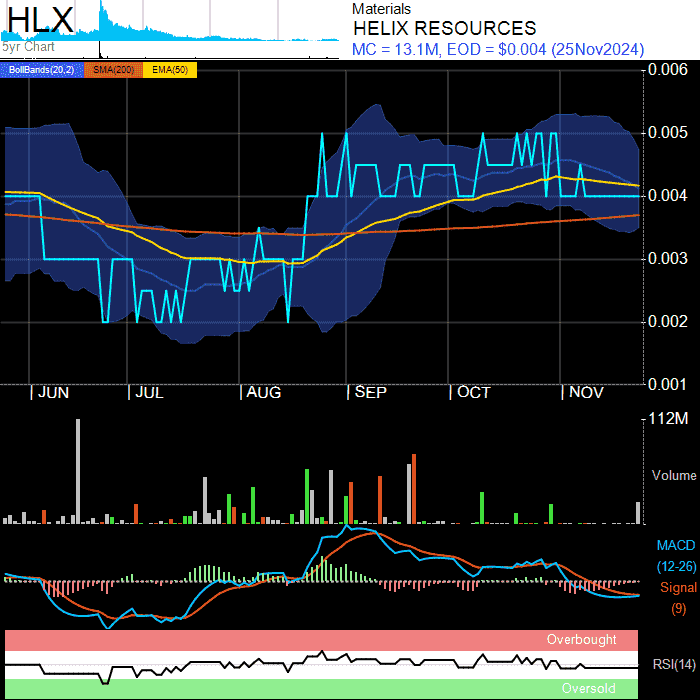 HLX
5yr Chart
Materials
HELIX RESOURCES
MC = 13.1M, EOD = $0.004 (25Nov2024)
BollBands(20,2) SMA(200) EMA(50)
0.006
0.005
0.004
0.003
0.002
0.001
JUN JUL AUG SEP OCT NOV
112M
Volume
MACD
(12-26)
Signal
(9)
Overbought
RSI(14)
Oversold